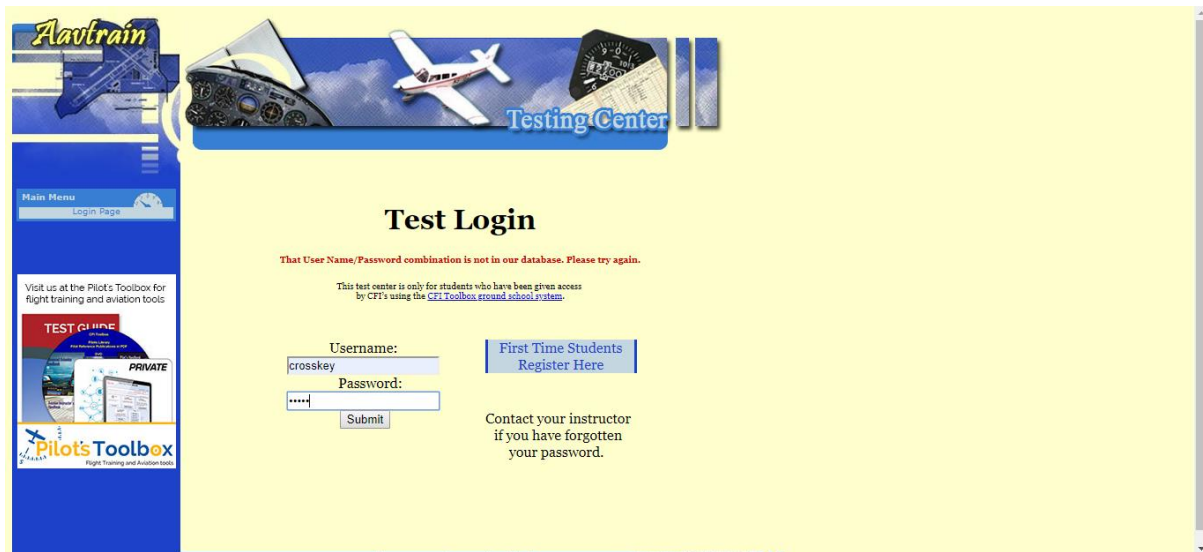 Aavtrain
Testing Center
Main Menu
Login Page
Visit us at the Pilot's Toolbox for
flight training and aviation tools
TEST GUIDE
PRIVATE
Pilot's Toolbox
Flight Training and Aviation tools
Test Login
That User Name/Password combination is not in our database. Please try again.
This test center is only for students who have been given access
by CFI's using the CFI Toolbox ground school system.
Username:
crosskey
Password:
•••••
Submit
First Time Students
Register Here
Contact your instructor
if you have forgotten
your password.